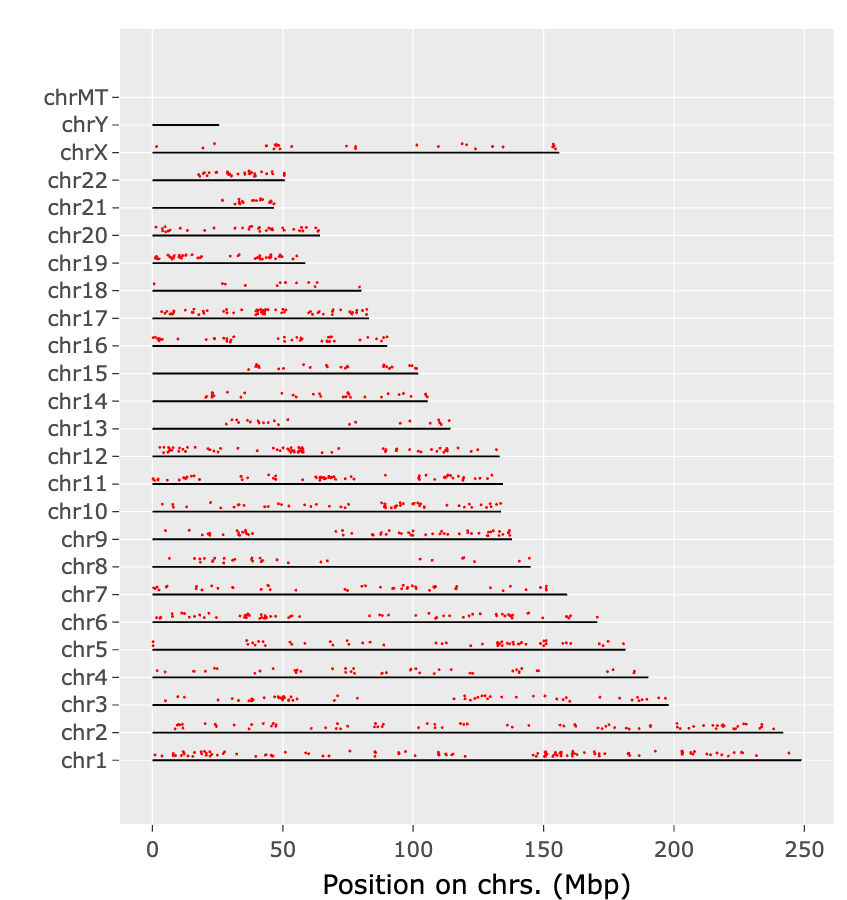 chrMT
chrY
chrX
chr22
chr21
chr20
chr19
chr18
chr17
chr16
chr15
chr14
chr13
chr12
chr11
chr10
chr9
chr8
chr7
chr6
chr5
chr4
chr3
chr2
chr1
0 50 100 150 200 250
Position on chrs. (Mbp)